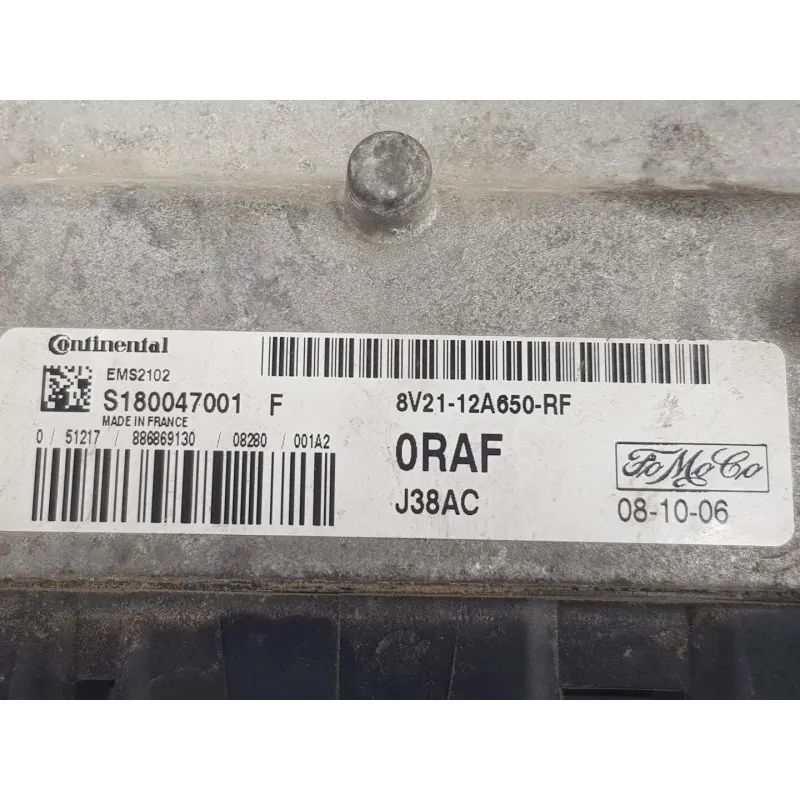 Continental
EMS2102
S180047001 F
MADE IN FRANCE
0 / 51217 / 886869130 / 08280 / 001A2
8V21-12A650-RF
0RAF
J38AC
FoMoCo
08-10-06